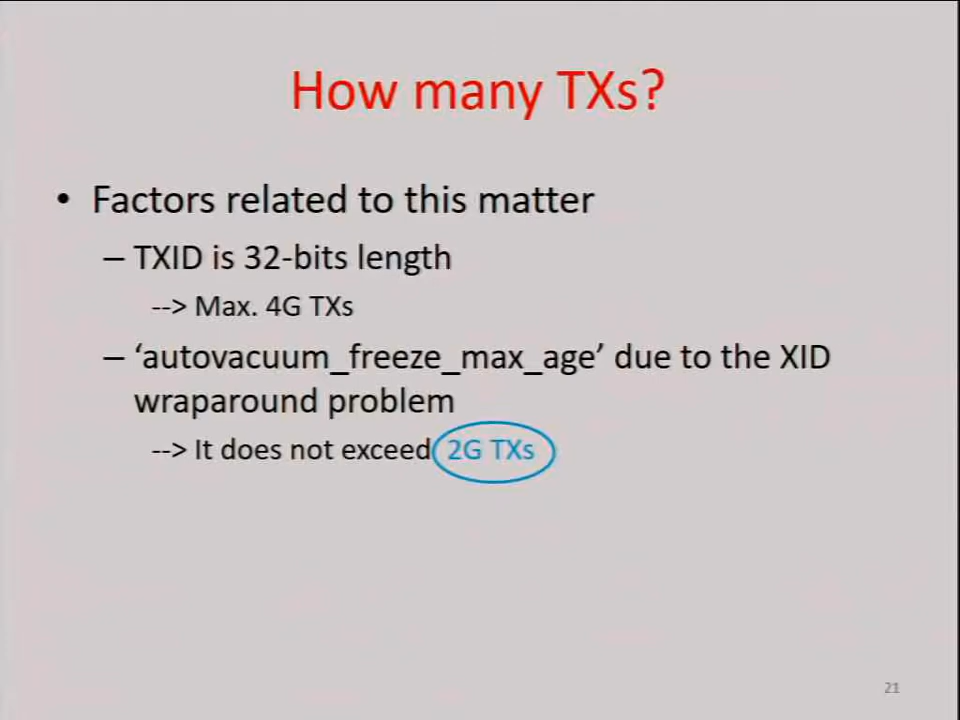 How many TXs?
• Factors related to this matter
– TXID is 32-bits length
--> Max. 4G TXs
– ‘autovacuum_freeze_max_age’ due to the XID
wraparound problem
--> It does not exceed 2G TXs
21